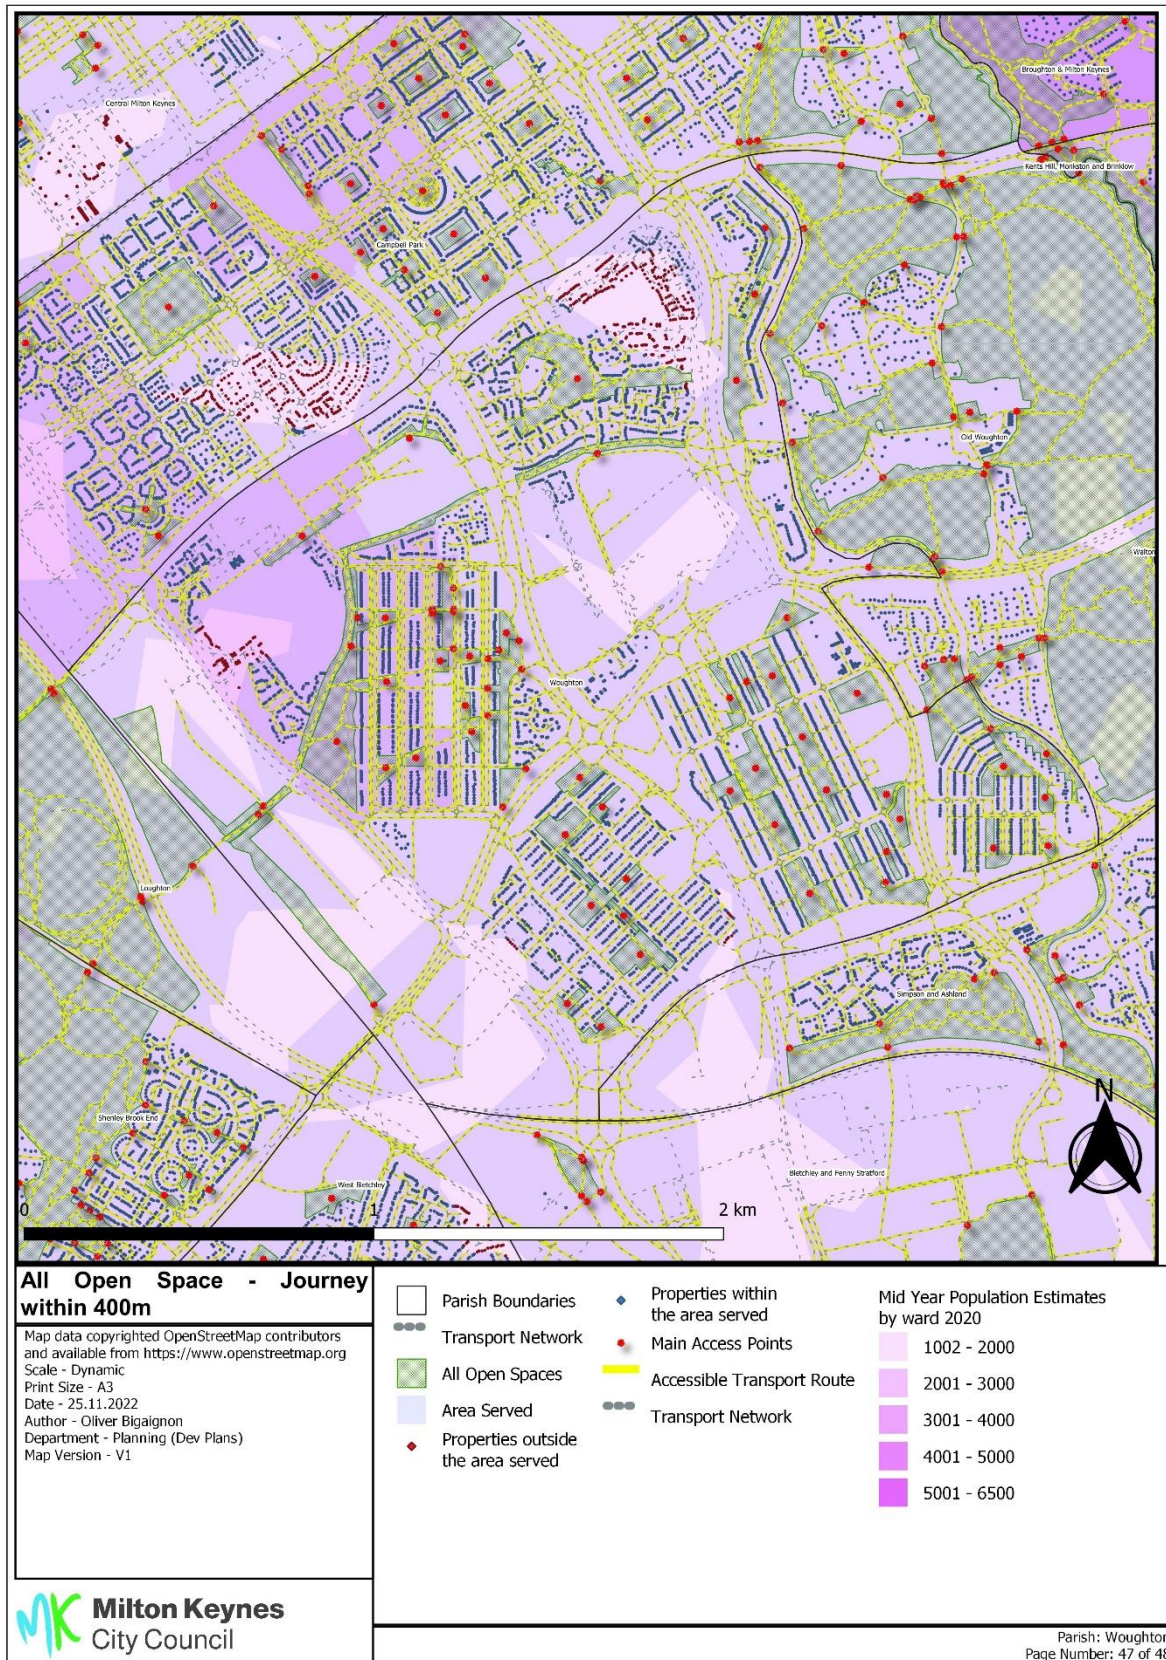 Broughton & Milton Keynes
Central Milton Keynes
Kents Hill, Monkston and Brinklow
Campbell Park
Old Woughton
Walton
Woughton
Loughton
Simpson and Ashland
Shenley Brook End
Bletchley and Fenny Stratford
West Bletchley
N
0 1 2 km
All Open Space - Journey
within 400m
Map data copyrighted OpenStreetMap contributors
and available from https://www.openstreetmap.org
Scale - Dynamic
Print Size - A3
Date - 25.11.2022
Author - Oliver Bigaignon
Department - Planning (Dev Plans)
Map Version - V1
Parish Boundaries
Transport Network
All Open Spaces
Area Served
Properties outside
the area served
Properties within
the area served
Main Access Points
Accessible Transport Route
Transport Network
Mid Year Population Estimates
by ward 2020
1002 - 2000
2001 - 3000
3001 - 4000
4001 - 5000
5001 - 6500
MK Milton Keynes
City Council
Parish: Woughton
Page Number: 47 of 48